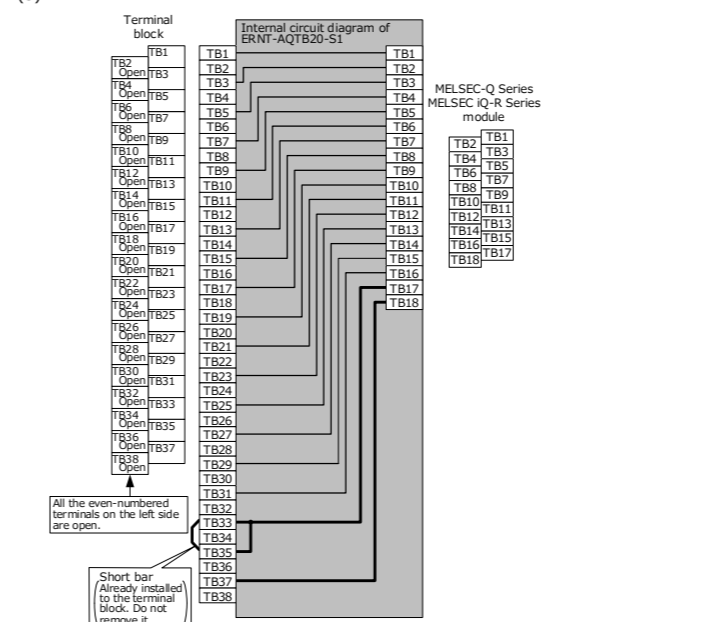 Terminal
block
TB1
TB2
Open
TB3
TB4
Open
TB5
TB6
Open
TB7
TB8
Open
TB9
TB10
Open
TB11
TB12
Open
TB13
TB14
Open
TB15
TB16
Open
TB17
TB18
Open
TB19
TB20
Open
TB21
TB22
Open
TB23
TB24
Open
TB25
TB26
Open
TB27
TB28
Open
TB29
TB30
Open
TB31
TB32
Open
TB33
TB34
Open
TB35
TB36
Open
TB37
TB38
Open
All the even-numbered
terminals on the left side
are open.
Internal circuit diagram of
ERNT-AQTB20-S1
TB1
TB2
TB3
TB4
TB5
TB6
TB7
TB8
TB9
TB10
TB11
TB12
TB13
TB14
TB15
TB16
TB17
TB18
TB19
TB20
TB21
TB22
TB23
TB24
TB25
TB26
TB27
TB28
TB29
TB30
TB31
TB32
TB33
TB34
TB35
TB36
TB37
TB38
Short bar
Already installed
to the terminal
block. Do not
remove it
TB1
TB2
TB3
TB4
TB5
TB6
TB7
TB8
TB9
TB10
TB11
TB12
TB13
TB14
TB15
TB16
TB17
TB18
MELSEC-Q Series
MELSEC iQ-R Series
module
TB1
TB2
TB3
TB4
TB5
TB6
TB7
TB8
TB9
TB10
TB11
TB12
TB13
TB14
TB15
TB16
TB17
TB18